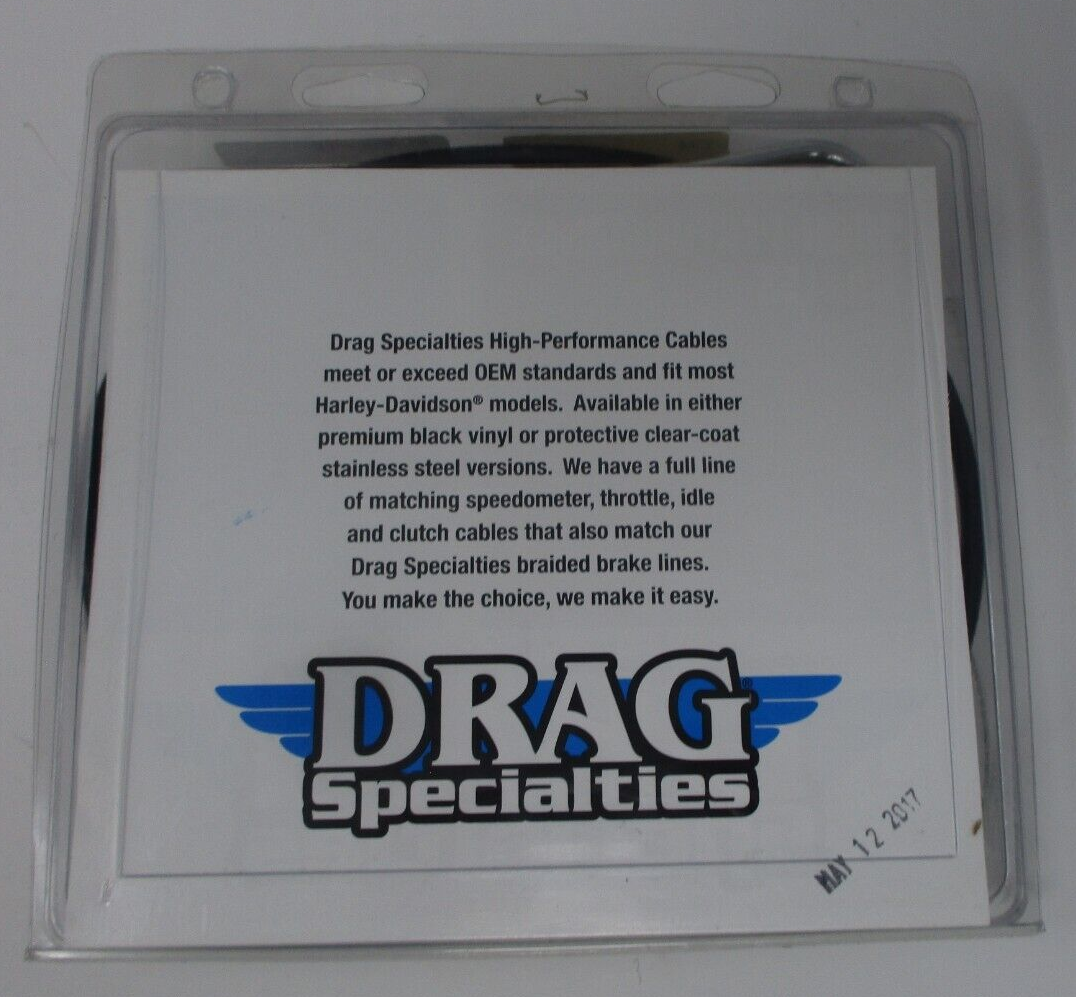 Drag Specialties High-Performance Cables
meet or exceed OEM standards and fit most
Harley-Davidson® models. Available in either
premium black vinyl or protective clear-coat
stainless steel versions. We have a full line
of matching speedometer, throttle, idle
and clutch cables that also match our
Drag Specialties braided brake lines.
You make the choice, we make it easy.
DRAG®
Specialties
MAY 12 2017